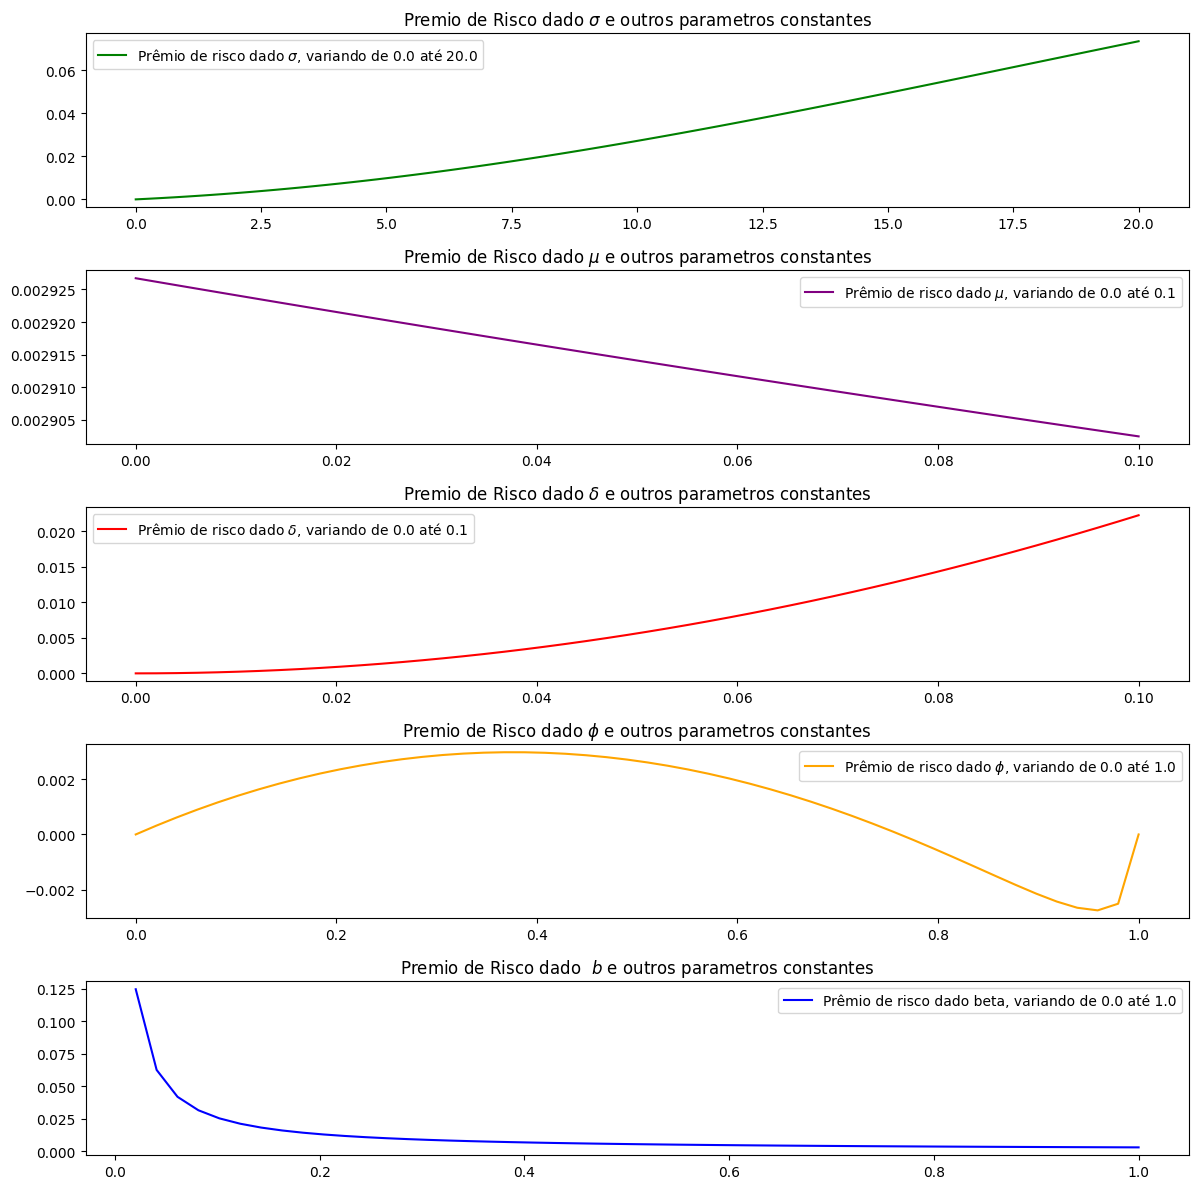 Premio de Risco dado σ e outros parametros constantes
Prêmio de risco dado σ, variando de 0.0 até 20.0
0.06
0.04
0.02
0.00
0.0 2.5 5.0 7.5 10.0 12.5 15.0 17.5 20.0
Premio de Risco dado μ e outros parametros constantes
Prêmio de risco dado μ, variando de 0.0 até 0.1
0.002925
0.002920
0.002915
0.002910
0.002905
0.00 0.02 0.04 0.06 0.08 0.10
Premio de Risco dado δ e outros parametros constantes
Prêmio de risco dado δ, variando de 0.0 até 0.1
0.020
0.015
0.010
0.005
0.000
0.00 0.02 0.04 0.06 0.08 0.10
Premio de Risco dado ϕ e outros parametros constantes
Prêmio de risco dado ϕ, variando de 0.0 até 1.0
0.002
0.000
−0.002
0.0 0.2 0.4 0.6 0.8 1.0
Premio de Risco dado b e outros parametros constantes
Prêmio de risco dado beta, variando de 0.0 até 1.0
0.125
0.100
0.075
0.050
0.025
0.000
0.0 0.2 0.4 0.6 0.8 1.0